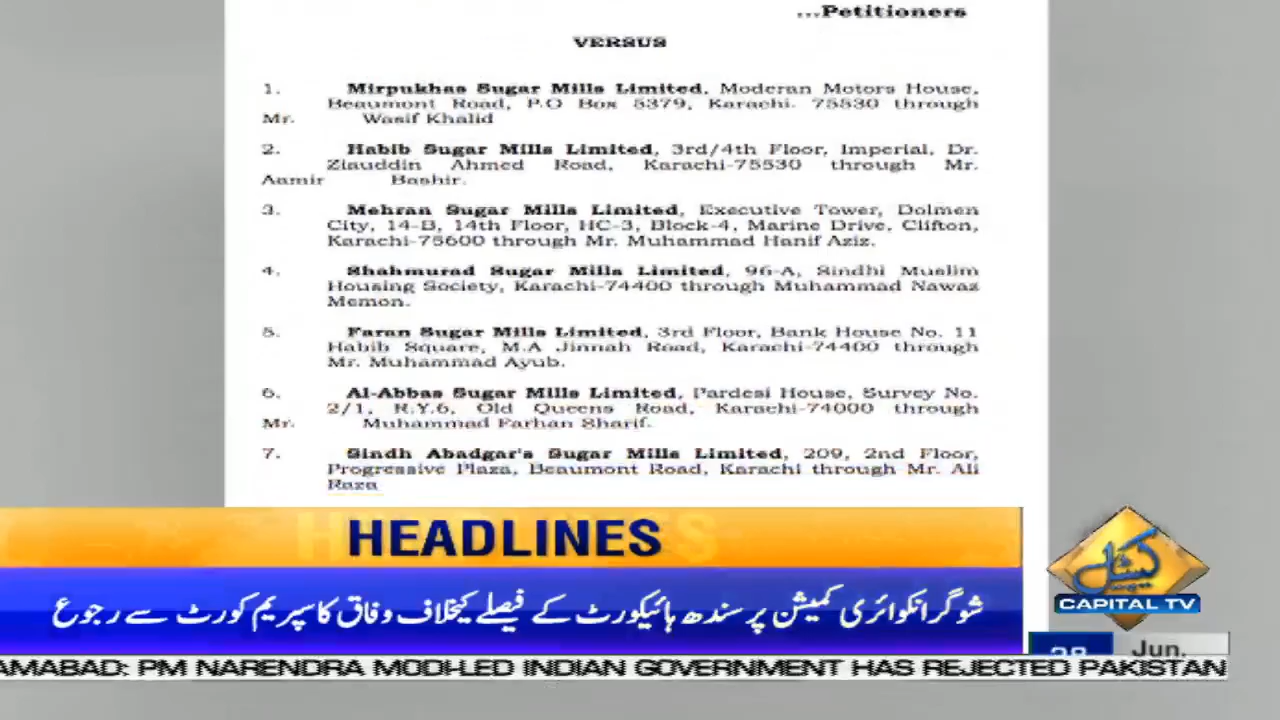 ...Petitioners
VERSUS
1. Mirpukhas Sugar Mills Limited, Moderan Motors House,
Beaumont Road, P.O Box 5379, Karachi- 75530 through
Mr. Wasif Khalid
2. Habib Sugar Mills Limited, 3rd/4th Floor, Imperial, Dr.
Ziauddin Ahmed Road, Karachi-75530 through Mr.
Aamir Bashir.
3. Mehran Sugar Mills Limited, Executive Tower, Dolmen
City, 14-B, 14th Floor, HC-3, Block-4, Marine Drive, Clifton,
Karachi-75600 through Mr. Muhammad Hanif Aziz.
4. Shahmurad Sugar Mills Limited, 96-A, Sindhi Muslim
Housing Society, Karachi-74400 through Muhammad Nawaz
Memon.
5. Faran Sugar Mills Limited, 3rd Floor, Bank House No. 11
Habib Square, M.A Jinnah Road, Karachi-74400 through
Mr. Muhammad Ayub.
6. Al-Abbas Sugar Mills Limited, Pardesi House, Survey No.
2/1, R.Y.6, Old Queens Road, Karachi-74000 through
Mr. Muhammad Farhan Sharif.
7. Sindh Abadgar's Sugar Mills Limited, 209, 2nd Floor,
Progressive Plaza, Beaumont Road, Karachi through Mr. Ali
Raza
HEADLINES
شوگر انکوائری کمیشن پر سندھ ہائیکورٹ کے فیصلے کیخلاف وفاق کا سپریم کورٹ سے رجوع
کیپیٹل
CAPITAL TV
28 Jun.
AMABAD: PM NARENDRA MODI-LED INDIAN GOVERNMENT HAS REJECTED PAKISTAN